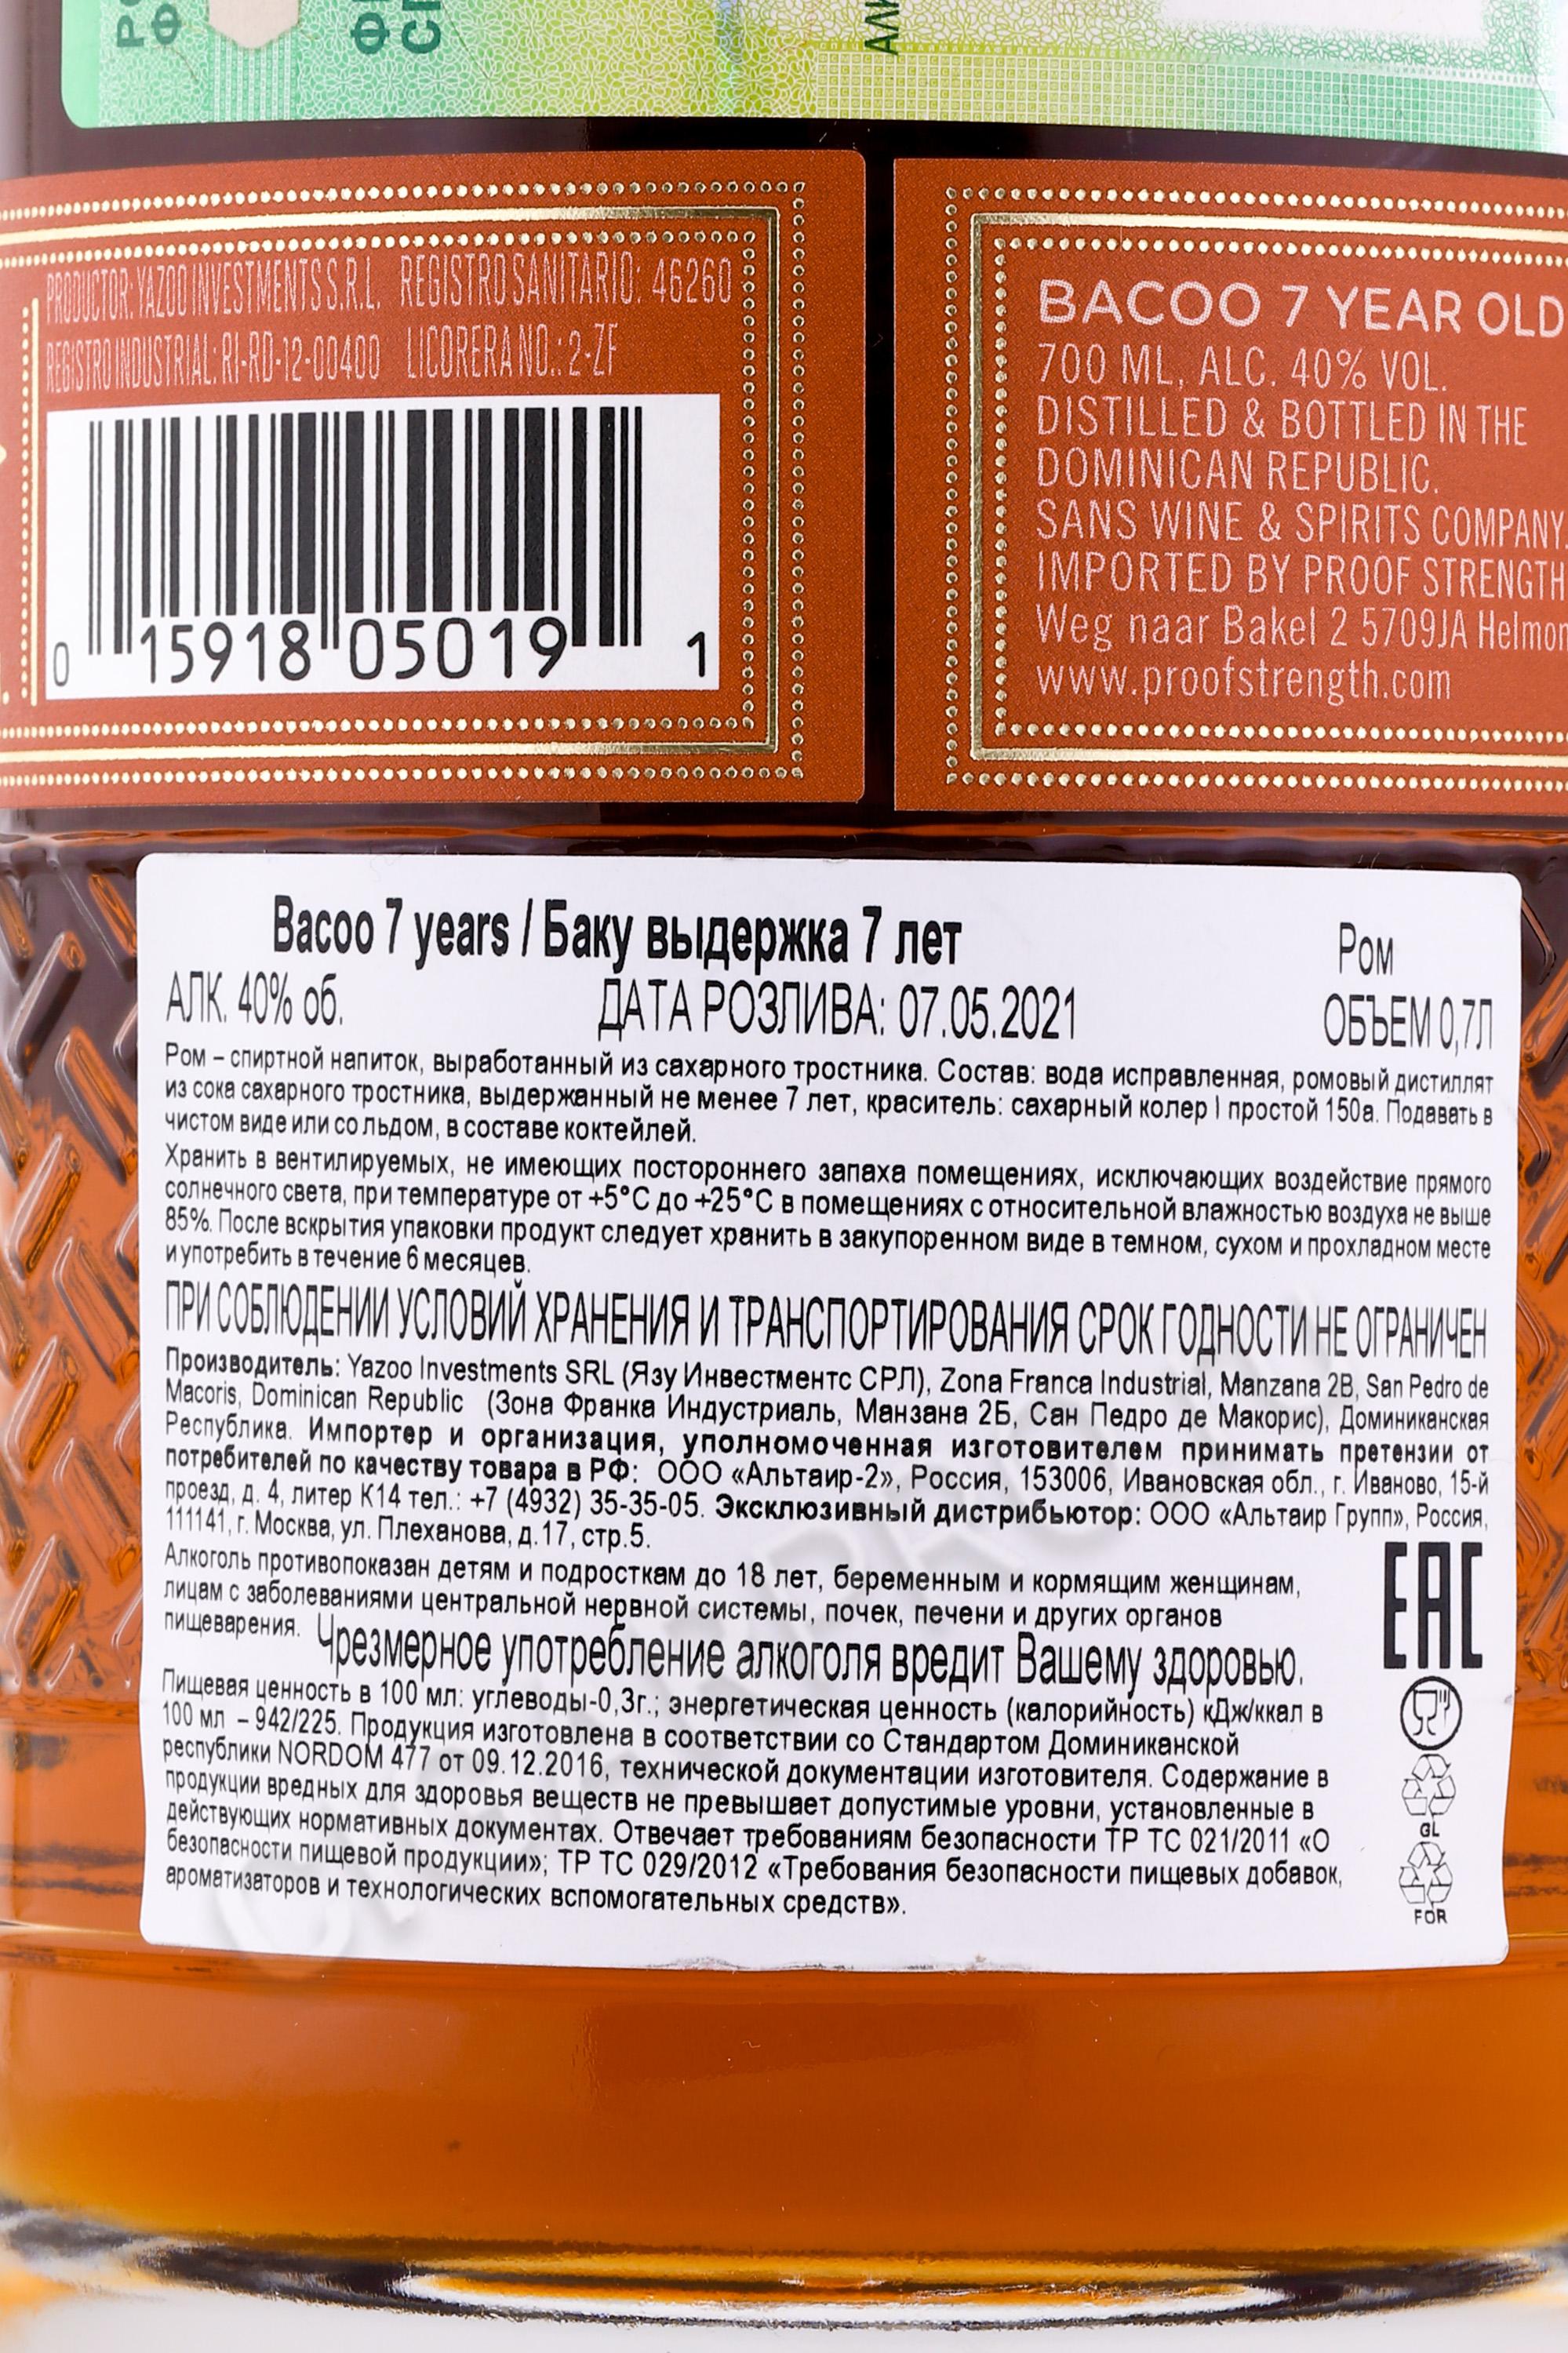 PRODUCTOR: YAZOO INVESTMENTS S.R.L. REGISTRO SANITARIO: 46260
REGISTRO INDUSTRIAL: RI-RD-12-00400 LICORERA NO.: 2-ZF
0 15918 05019 1
BACOO 7 YEAR OLD
700 ML, ALC. 40% VOL.
DISTILLED & BOTTLED IN THE
DOMINICAN REPUBLIC.
SANS WINE & SPIRITS COMPANY.
IMPORTED BY PROOF STRENGTH
Weg naar Bakel 2 5709JA Helmon
www.proofstrength.com
Bacoo 7 years / Баку выдержка 7 лет Ром
АЛК. 40% об. ДАТА РОЗЛИВА: 07.05.2021 ОБЪЕМ 0,7Л
Ром – спиртной напиток, выработанный из сахарного тростника. Состав: вода исправленная, ромовый дистиллят
из сока сахарного тростника, выдержанный не менее 7 лет, краситель: сахарный колер I простой 150а. Подавать в
чистом виде или со льдом, в составе коктейлей.
Хранить в вентилируемых, не имеющих постороннего запаха помещениях, исключающих воздействие прямого
солнечного света, при температуре от +5°С до +25°С в помещениях с относительной влажностью воздуха не выше
85%. После вскрытия упаковки продукт следует хранить в закупоренном виде в темном, сухом и прохладном месте
и употребить в течение 6 месяцев.
ПРИ СОБЛЮДЕНИИ УСЛОВИЙ ХРАНЕНИЯ И ТРАНСПОРТИРОВАНИЯ СРОК ГОДНОСТИ НЕ ОГРАНИЧЕН
Производитель: Yazoo Investments SRL (Язу Инвестментс СРЛ), Zona Franca Industrial, Manzana 2B, San Pedro de
Macoris, Dominican Republic (Зона Франка Индустриаль, Манзана 2Б, Сан Педро де Макорис), Доминиканская
Республика. Импортер и организация, уполномоченная изготовителем принимать претензии от
потребителей по качеству товара в РФ: ООО «Альтаир-2», Россия, 153006, Ивановская обл., г. Иваново, 15-й
проезд, д. 4, литер К14 тел.: +7 (4932) 35-35-05. Эксклюзивный дистрибьютор: ООО «Альтаир Групп», Россия,
111141, г. Москва, ул. Плеханова, д.17, стр.5.
Алкоголь противопоказан детям и подросткам до 18 лет, беременным и кормящим женщинам,
лицам с заболеваниями центральной нервной системы, почек, печени и других органов
пищеварения. Чрезмерное употребление алкоголя вредит Вашему здоровью.
EAC
Пищевая ценность в 100 мл: углеводы-0,3г.; энергетическая ценность (калорийность) кДж/ккал в
100 мл – 942/225. Продукция изготовлена в соответствии со Стандартом Доминиканской
республики NORDOM 477 от 09.12.2016, технической документации изготовителя. Содержание в
продукции вредных для здоровья веществ не превышает допустимые уровни, установленные в
действующих нормативных документах. Отвечает требованиям безопасности ТР ТС 021/2011 «О
безопасности пищевой продукции»; ТР ТС 029/2012 «Требования безопасности пищевых добавок,
ароматизаторов и технологических вспомогательных средств».
GL
FOR